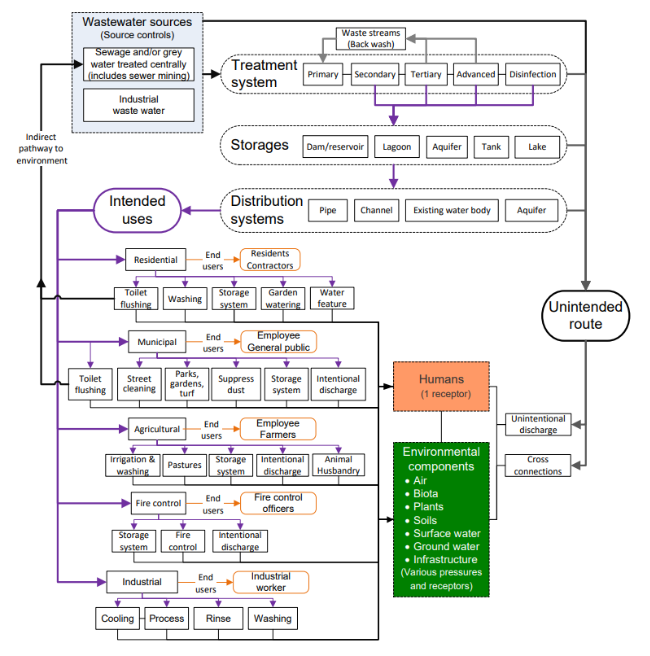 Wastewater sources
(Source controls)
Sewage and/or grey
water treated centrally
(includes sewer mining)
Industrial
waste water
Waste streams
(Back wash)
Treatment
system
Primary
Secondary
Tertiary
Advanced
Disinfection
Indirect
pathway to
environment
Storages
Dam/reservoir
Lagoon
Aquifer
Tank
Lake
Intended
uses
Distribution
systems
Pipe
Channel
Existing water body
Aquifer
Residential
End
users
Residents
Contractors
Toilet
flushing
Washing
Storage
system
Garden
watering
Water
feature
Unintended
route
Municipal
End
users
Employee
General public
Toilet
flushing
Street
cleaning
Parks,
gardens,
turf
Suppress
dust
Storage
system
Intentional
discharge
Humans
(1 receptor)
Unintentional
discharge
Cross
connections
Agricultural
End
users
Employee
Farmers
Irrigation &
washing
Pastures
Storage
system
Intentional
discharge
Animal
Husbandry
Environmental
components
• Air
• Biota
• Plants
• Soils
• Surface water
• Ground water
• Infrastructure
(Various pressures
and receptors)
Fire control
End
users
Fire control
officers
Storage
system
Fire
control
Intentional
discharge
Industrial
End
users
Industrial
worker
Cooling
Process
Rinse
Washing